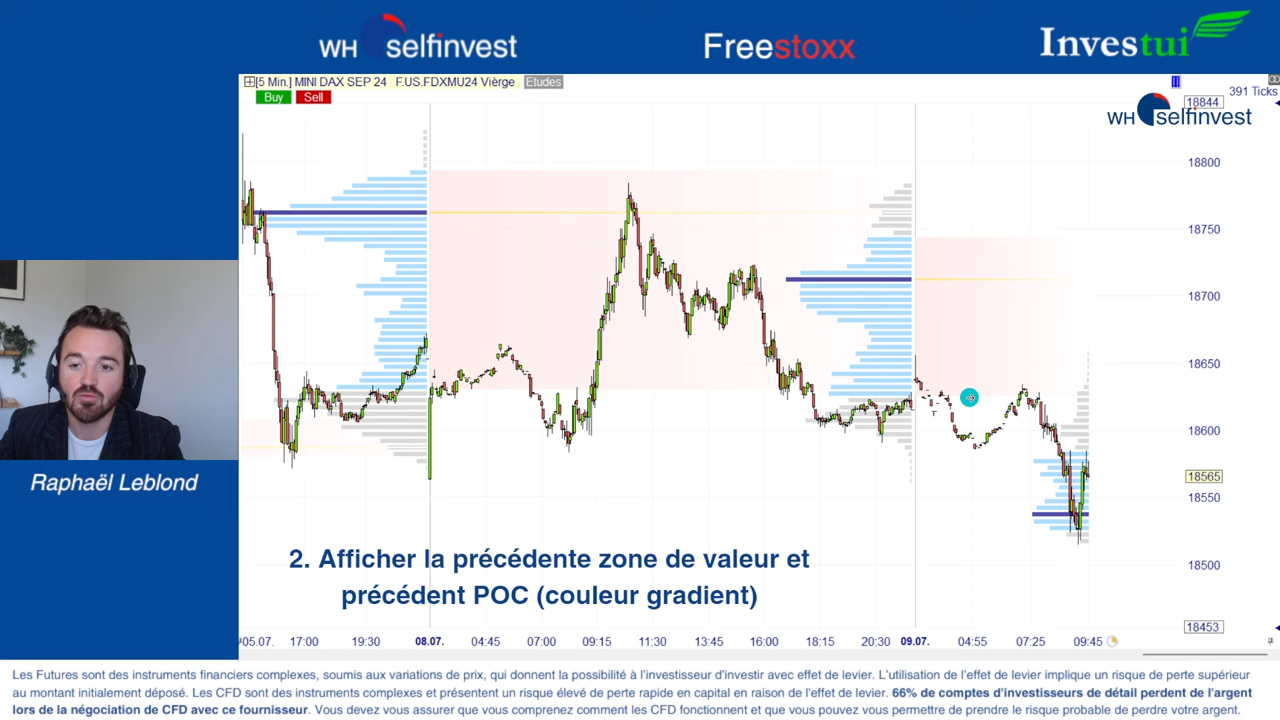 WH selfinvest
Freestoxx
Investui
[5 Min.] MINI DAX SEP 24 F.US.FDXMU24 Vièrge Etudes
Buy Sell
391 Ticks
18844
WH selfinvest
18800
18750
18700
18650
18600
18565
18550
18500
18453
Raphaël Leblond
2. Afficher la précédente zone de valeur et
précédent POC (couleur gradient)
05.07. 17:00 19:30 08.07. 04:45 07:00 09:15 11:30 13:45 16:00 18:15 20:30 09.07. 04:55 07:25 09:45
Les Futures sont des instruments financiers complexes, soumis aux variations de prix, qui donnent la possibilité à l'investisseur d'investir avec effet de levier. L'utilisation de l'effet de levier implique un risque de perte supérieur
au montant initialement déposé. Les CFD sont des instruments complexes et présentent un risque élevé de perte rapide en capital en raison de l'effet de levier. 66% de comptes d'investisseurs de détail perdent de l'argent
lors de la négociation de CFD avec ce fournisseur. Vous devez vous assurer que vous comprenez comment les CFD fonctionnent et que vous pouvez vous permettre de prendre le risque probable de perdre votre argent.